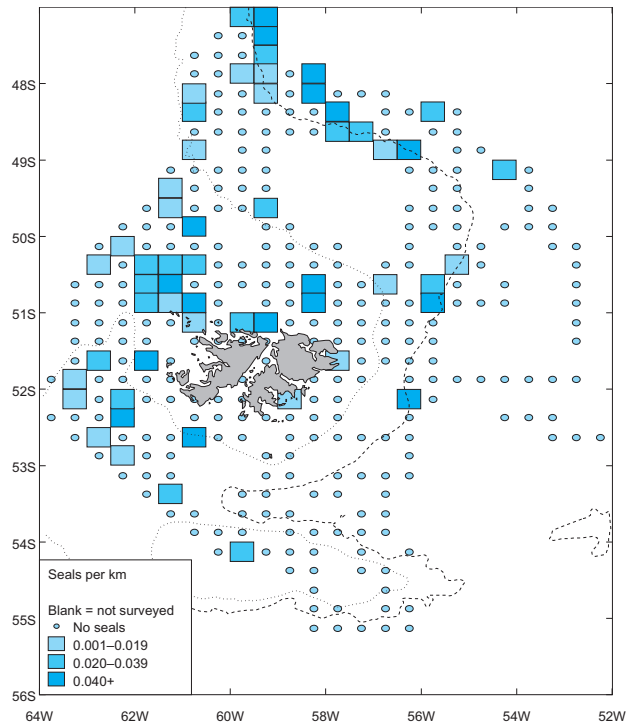 48S
49S
50S
51S
52S
53S
54S
55S
56S
Seals per km
Blank = not surveyed
No seals
0.001–0.019
0.020–0.039
0.040+
64W 62W 60W 58W 56W 54W 52W